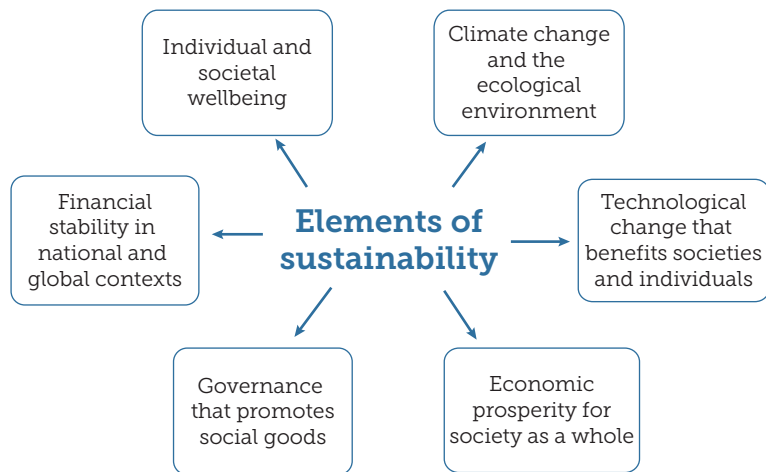 Individual and
societal
wellbeing
Climate change
and the
ecological
environment
Financial
stability in
national and
global contexts
Elements of
sustainability
Technological
change that
benefits societies
and individuals
Governance
that promotes
social goods
Economic
prosperity for
society as a whole